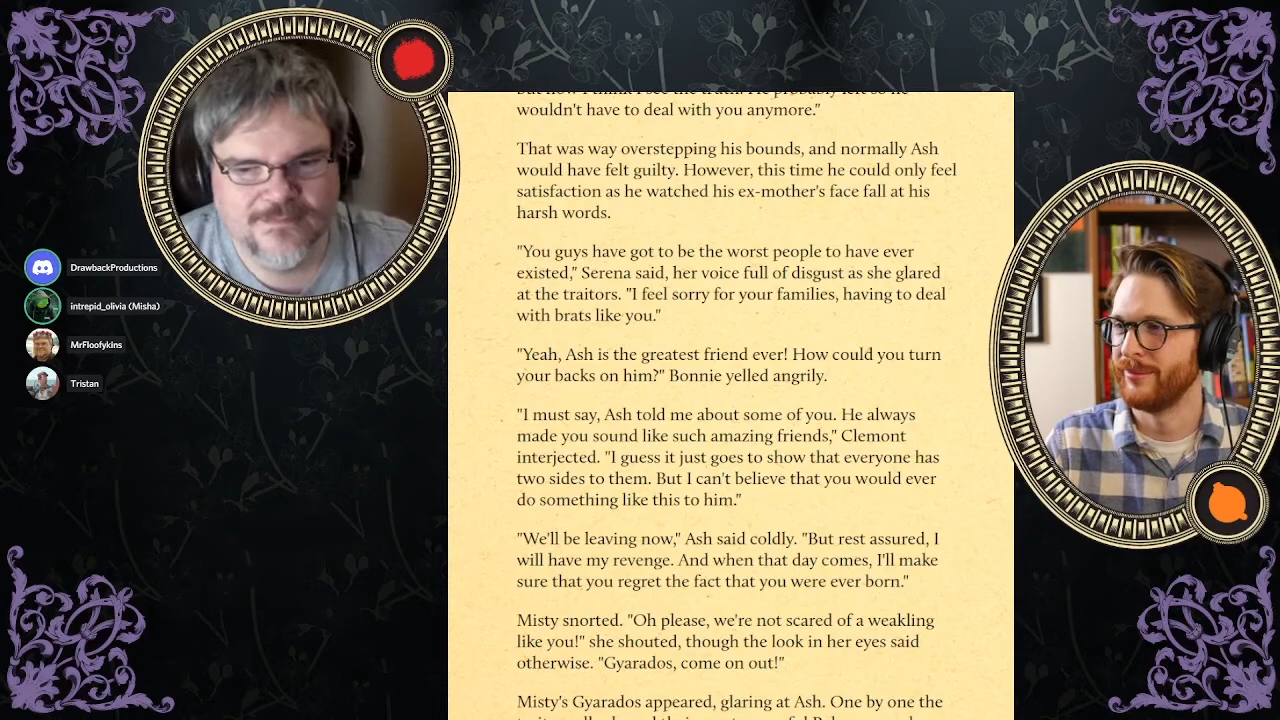 wouldn't have to deal with you anymore."
That was way overstepping his bounds, and normally Ash
would have felt guilty. However, this time he could only feel
satisfaction as he watched his ex-mother's face fall at his
harsh words.
"You guys have got to be the worst people to have ever
existed," Serena said, her voice full of disgust as she glared
at the traitors. "I feel sorry for your families, having to deal
with brats like you."
"Yeah, Ash is the greatest friend ever! How could you turn
your backs on him?" Bonnie yelled angrily.
"I must say, Ash told me about some of you. He always
made you sound like such amazing friends," Clemont
interjected. "I guess it just goes to show that everyone has
two sides to them. But I can't believe that you would ever
do something like this to him."
"We'll be leaving now," Ash said coldly. "But rest assured, I
will have my revenge. And when that day comes, I'll make
sure that you regret the fact that you were ever born."
Misty snorted. "Oh please, we're not scared of a weakling
like you!" she shouted, though the look in her eyes said
otherwise. "Gyarados, come on out!"
Misty's Gyarados appeared, glaring at Ash. One by one the
DrawbackProductions
intrepid_olivia (Misha)
MrFloofykins
Tristan